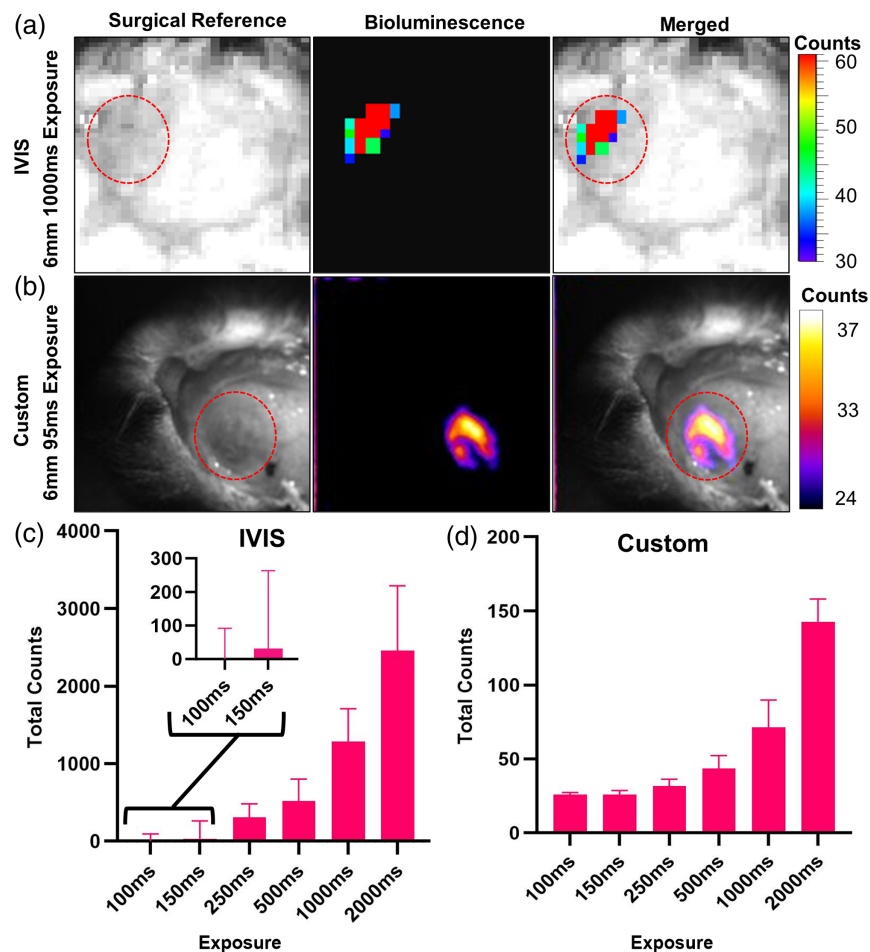 (a) Surgical Reference Bioluminescence Merged
IVIS
6mm 1000ms Exposure
Counts
60
50
40
30
(b)
Custom
6mm 95ms Exposure
Counts
37
33
24
(c) IVIS
Total Counts
4000
3000
2000
1000
0
300
200
100
0
100ms 150ms
100ms 150ms 250ms 500ms 1000ms 2000ms
Exposure
(d) Custom
Total Counts
200
150
100
50
0
100ms 150ms 250ms 500ms 1000ms 2000ms
Exposure